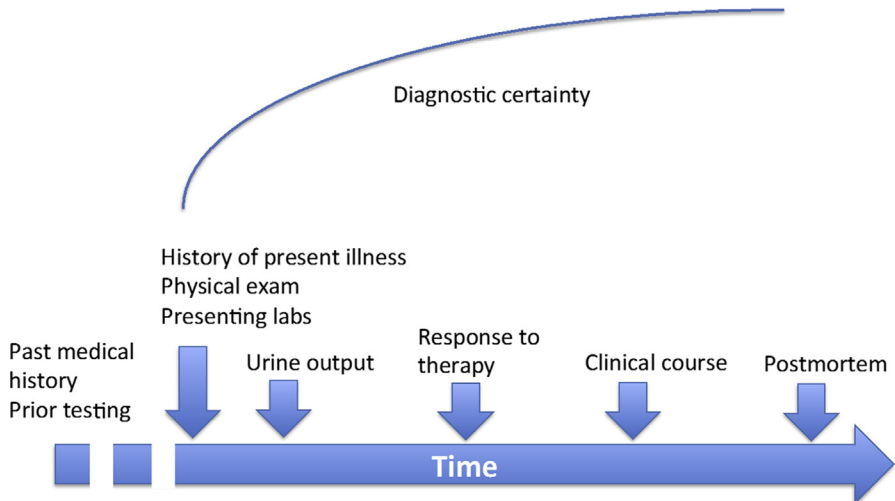 Diagnostic certainty
History of present illness
Physical exam
Presenting labs
Past medical
history
Prior testing
Urine output
Response to
therapy
Clinical course
Postmortem
Time